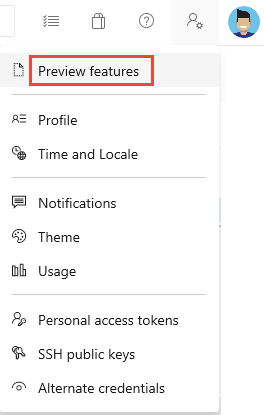 Preview features
Profile
Time and Locale
Notifications
Theme
Usage
Personal access tokens
SSH public keys
Alternate credentials